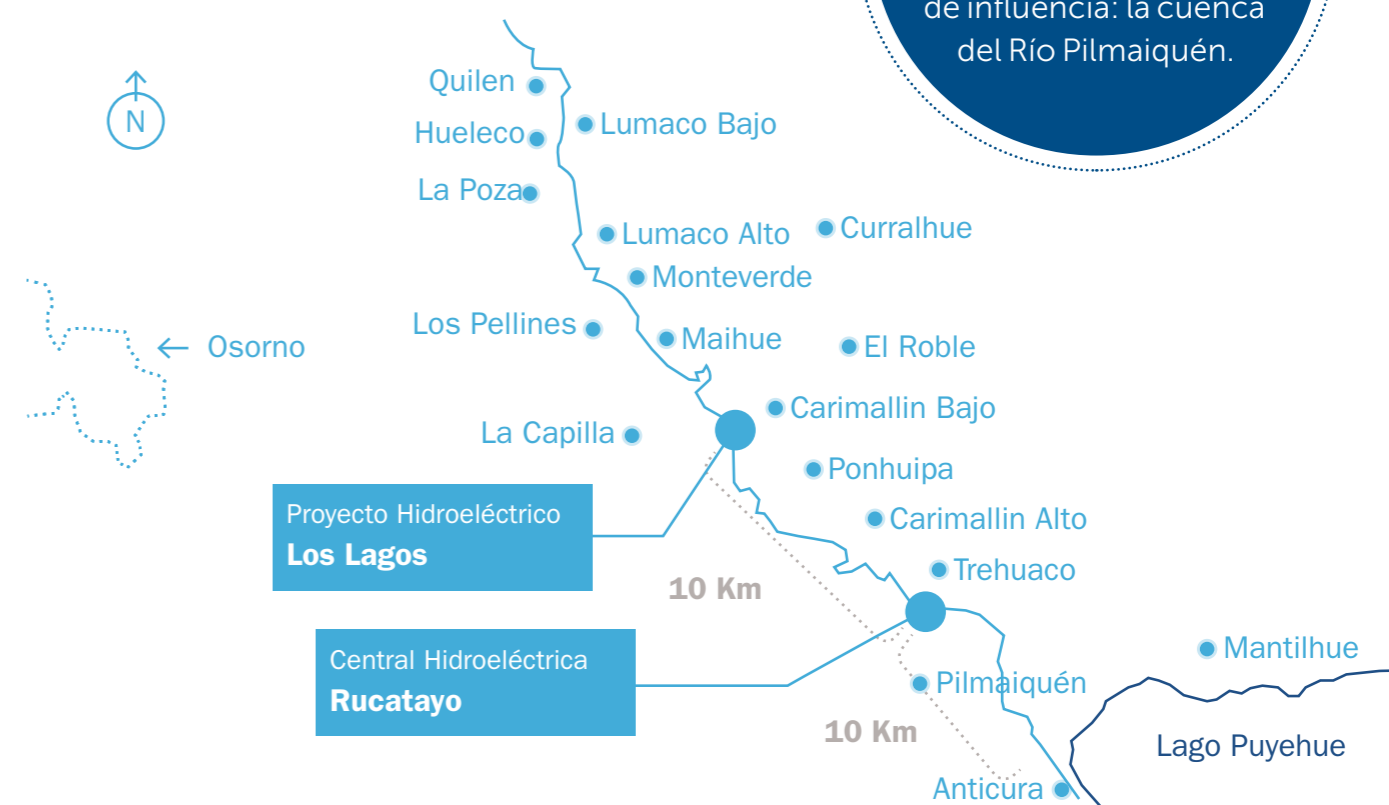 de influencia: la cuenca
del Río Pilmaiquén.
N
Quilen
Hueleco
Lumaco Bajo
La Poza
Lumaco Alto
Curralhue
Monteverde
Los Pellines
Maihue
El Roble
Osorno
Carimallin Bajo
La Capilla
Ponhuipa
Proyecto Hidroeléctrico
Los Lagos
Carimallin Alto
10 Km
Trehuaco
Central Hidroeléctrica
Rucatayo
Mantilhue
Pilmaiquén
10 Km
Lago Puyehue
Anticura